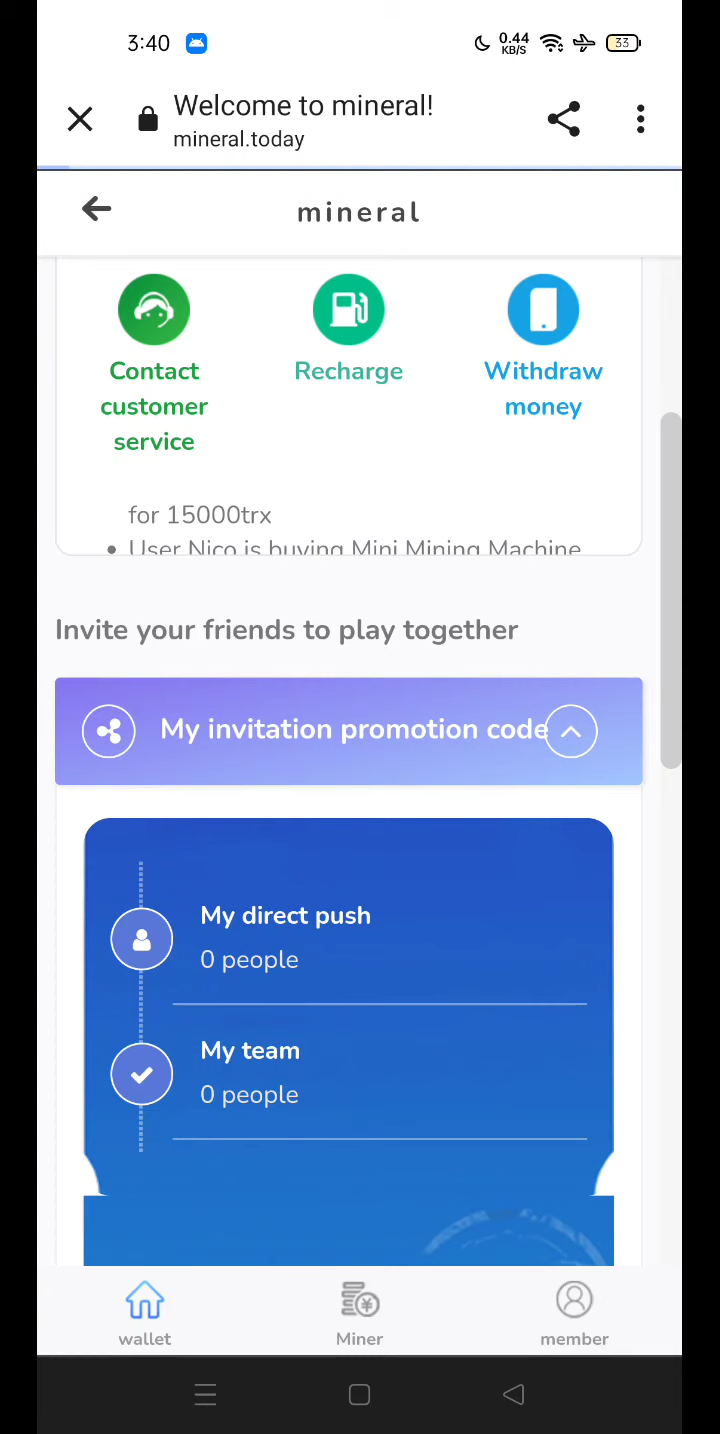 3:40
0.44
KB/S
33
Welcome to mineral!
mineral.today
mineral
Contact
customer
service
Recharge
Withdraw
money
for 15000trx
User Nico is buying Mini Mining Machine
Invite your friends to play together
My invitation promotion code
My direct push
0 people
My team
0 people
wallet
Miner
member